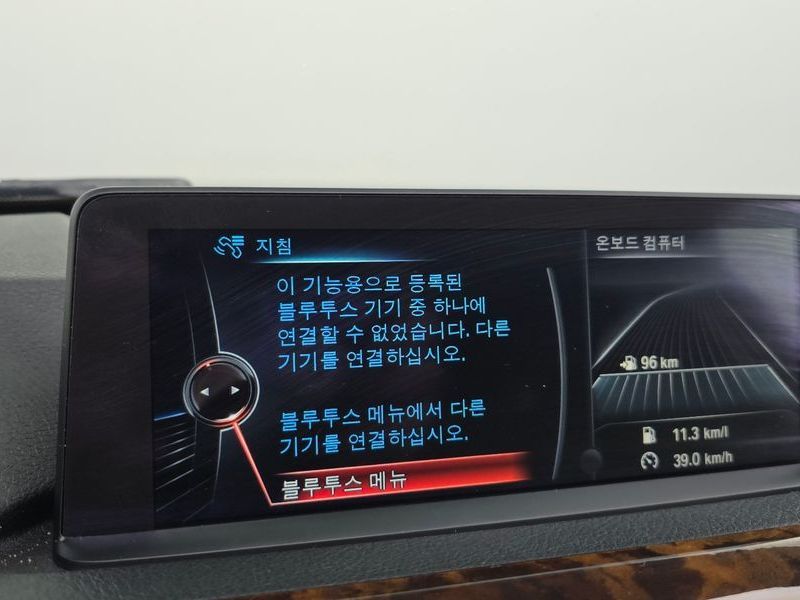 지침
이 기능용으로 등록된
블루투스 기기 중 하나에
연결할 수 없었습니다. 다른
기기를 연결하십시오.
블루투스 메뉴에서 다른
기기를 연결하십시오.
블루투스 메뉴
온보드 컴퓨터
96 km
11.3 km/l
39.0 km/h